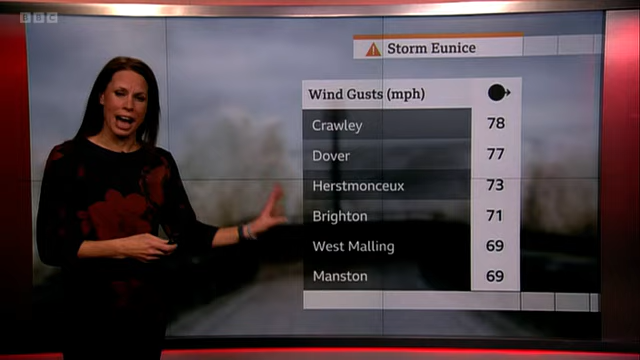 BBC
Storm Eunice
Wind Gusts (mph)
Crawley 78
Dover 77
Herstmonceux 73
Brighton 71
West Malling 69
Manston 69